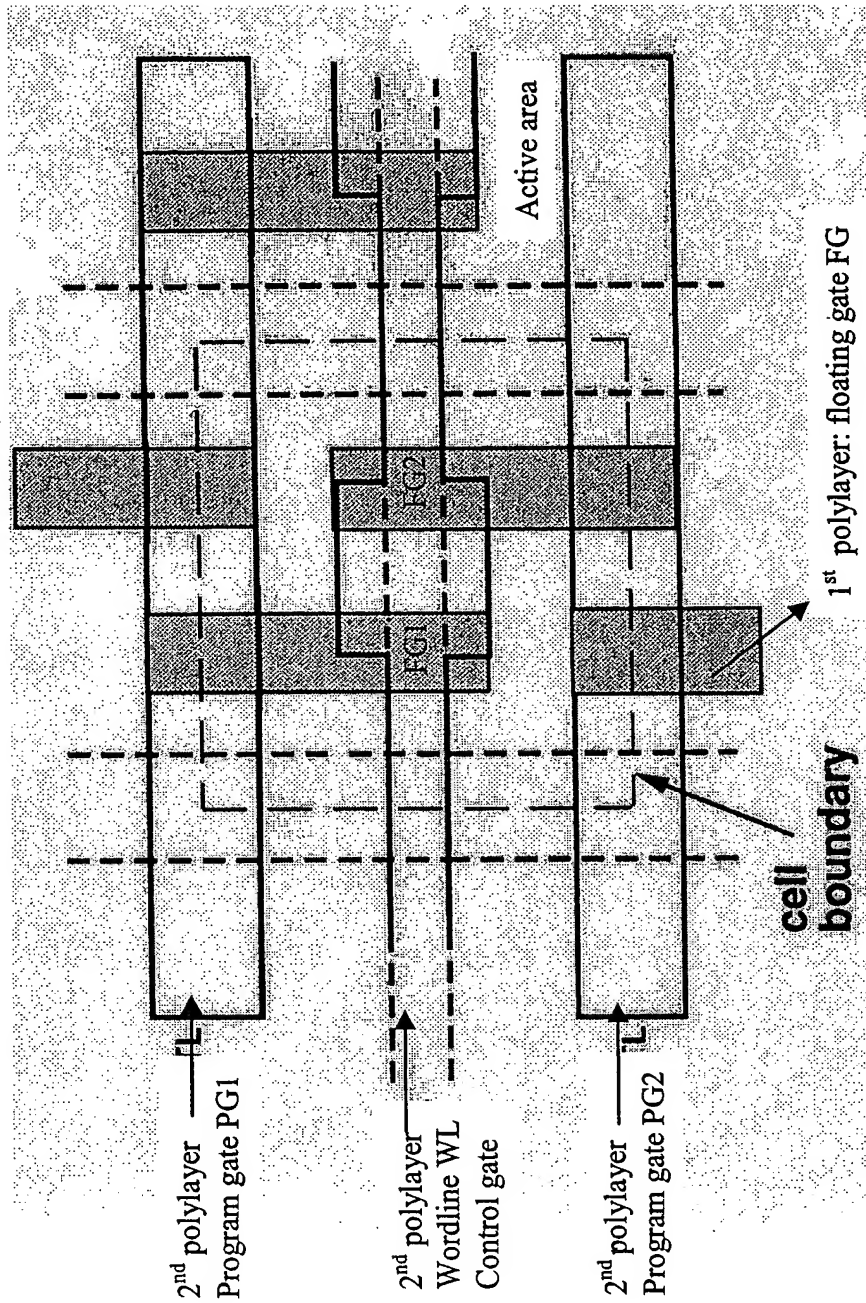 2nd polylayer
Program gate PG1
2nd polylayer
Wordline WL
Control gate
2nd polylayer
Program gate PG2
FG1
FG2
Active area
cell
boundary
1st polylayer: floating gate FG